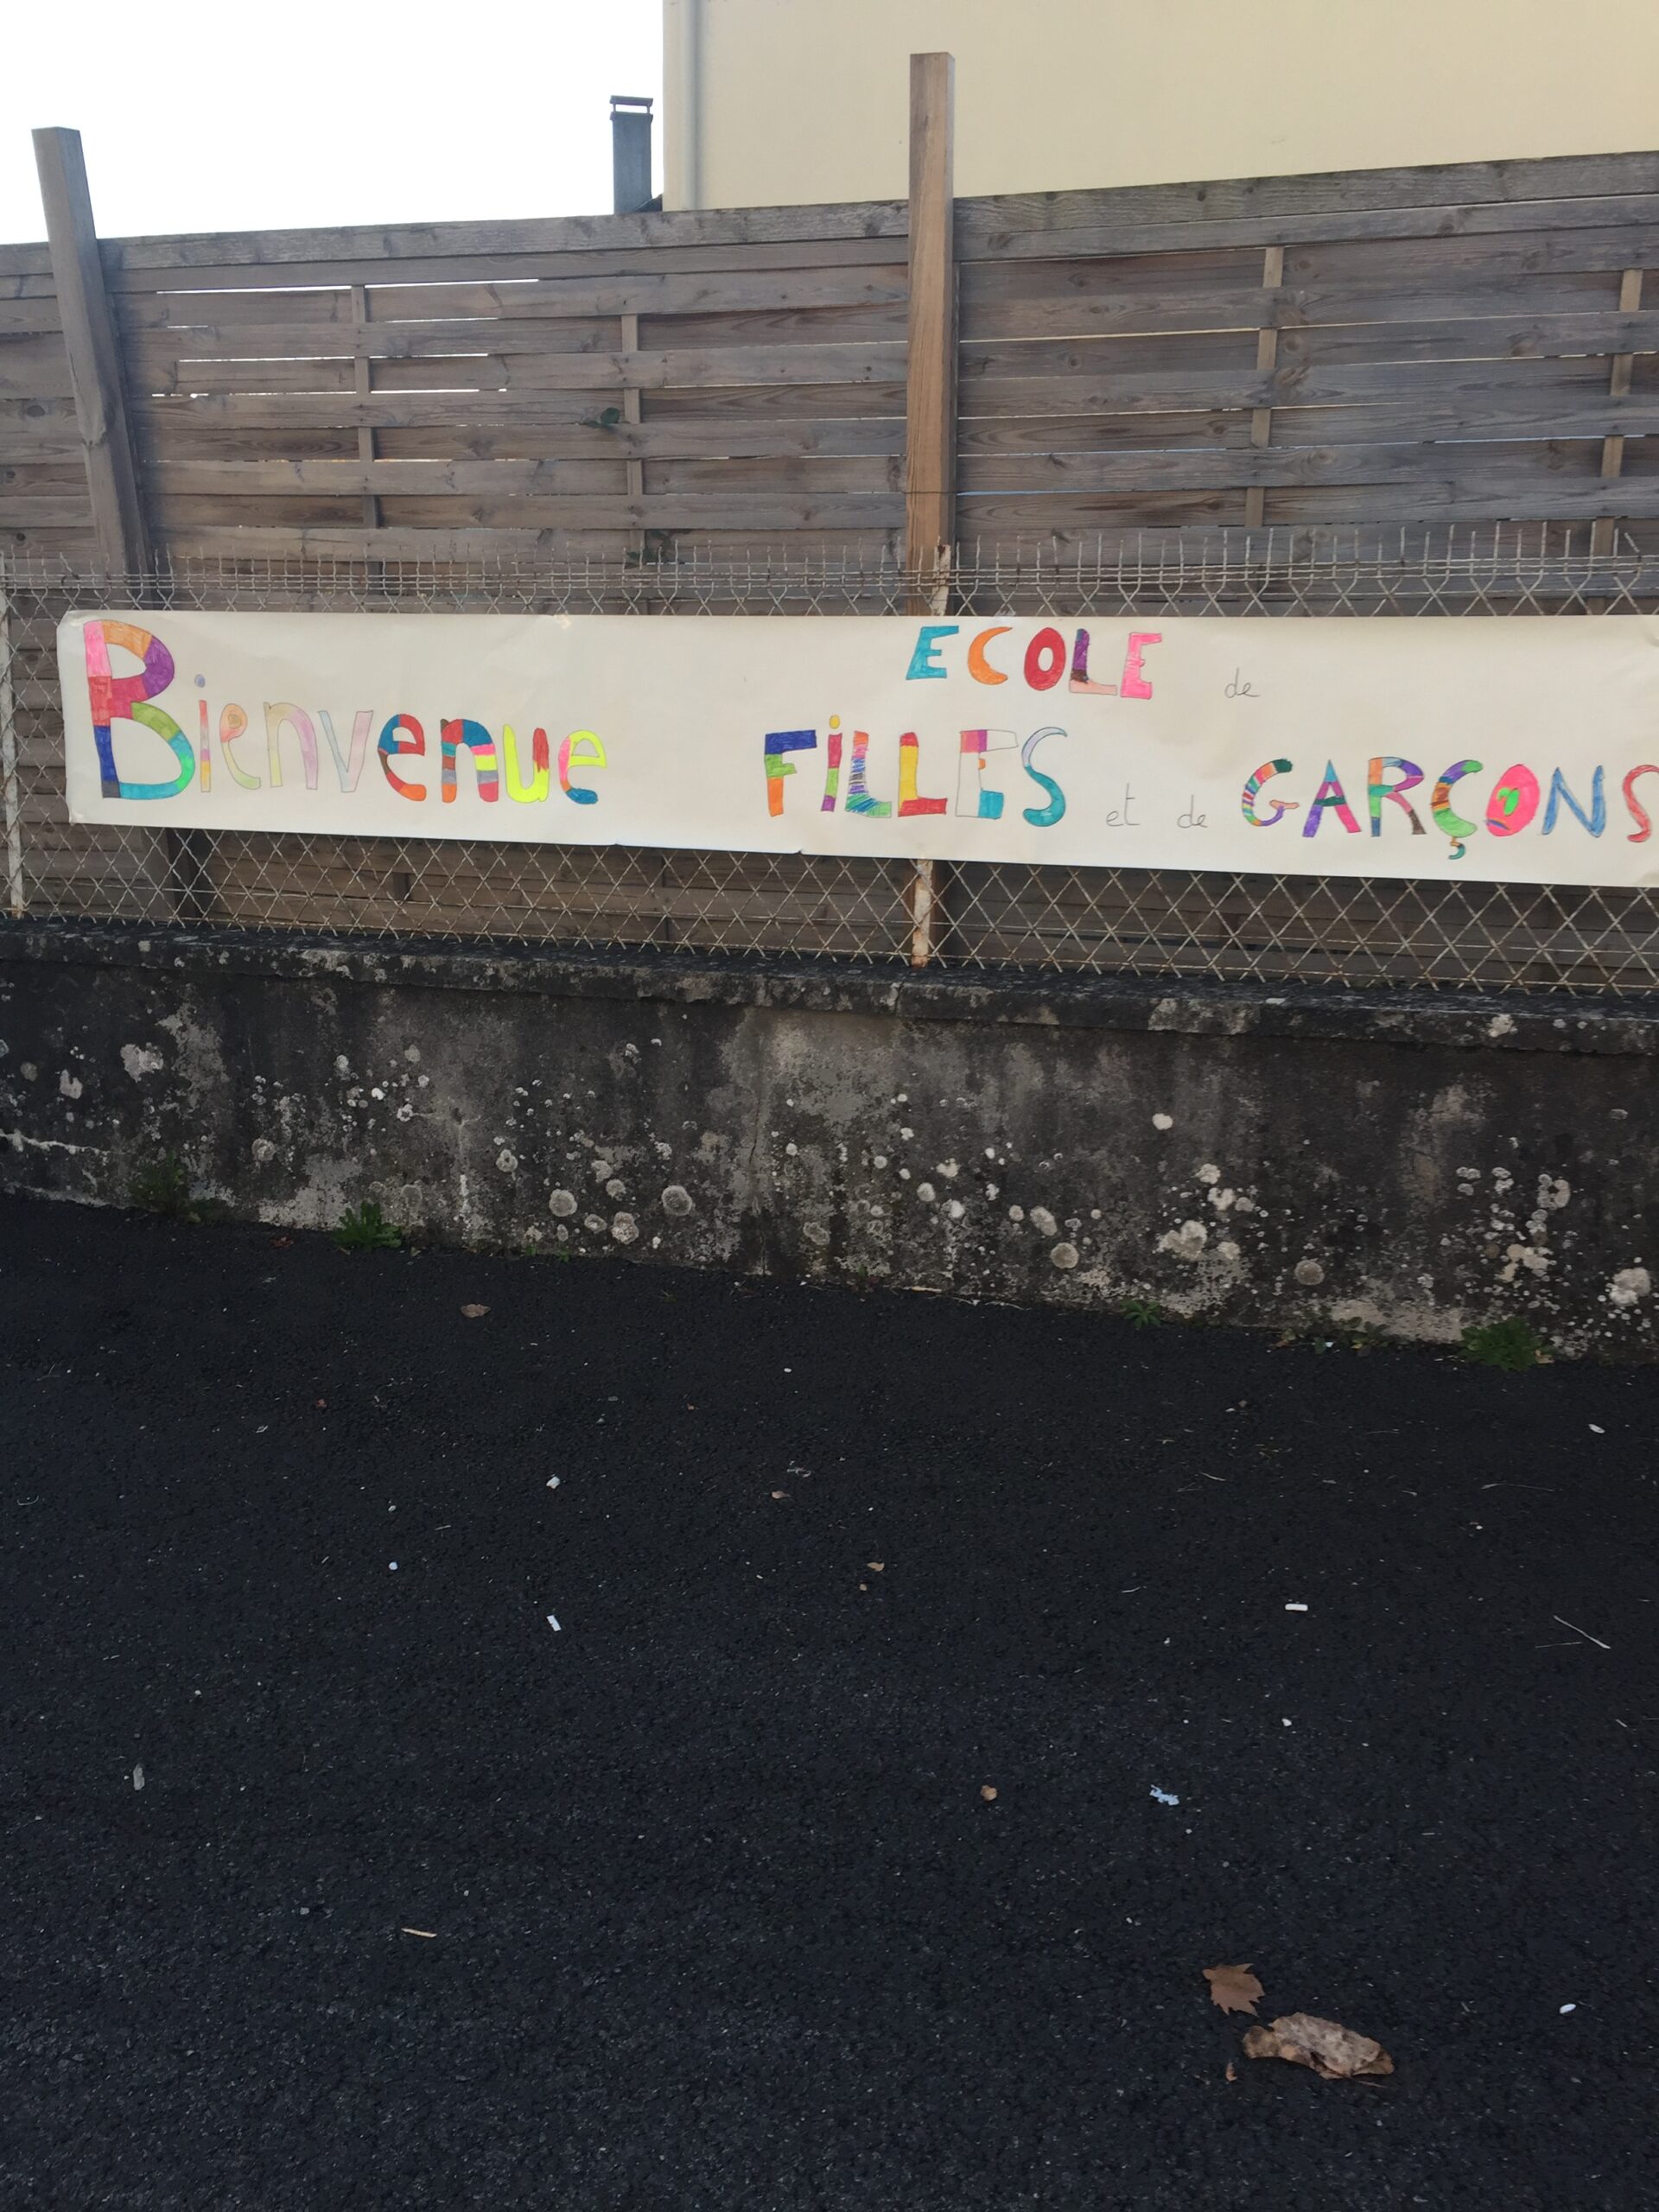 Bienvenue
ECOLE de
FiLLES et de GARÇONS